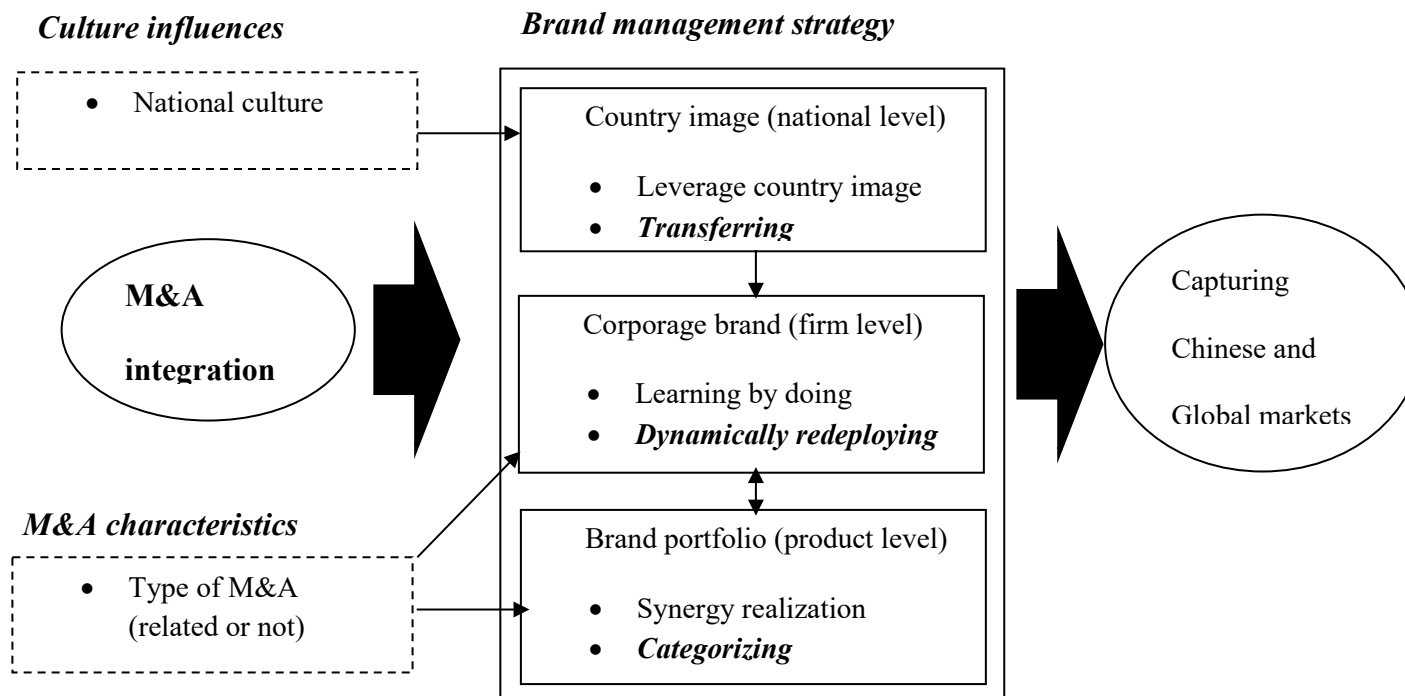 Culture influences
• National culture
M&A
integration
M&A characteristics
• Type of M&A
(related or not)
Brand management strategy
Country image (national level)
• Leverage country image
• Transferring
Corporage brand (firm level)
• Learning by doing
• Dynamically redeploying
Brand portfolio (product level)
• Synergy realization
• Categorizing
Capturing
Chinese and
Global markets